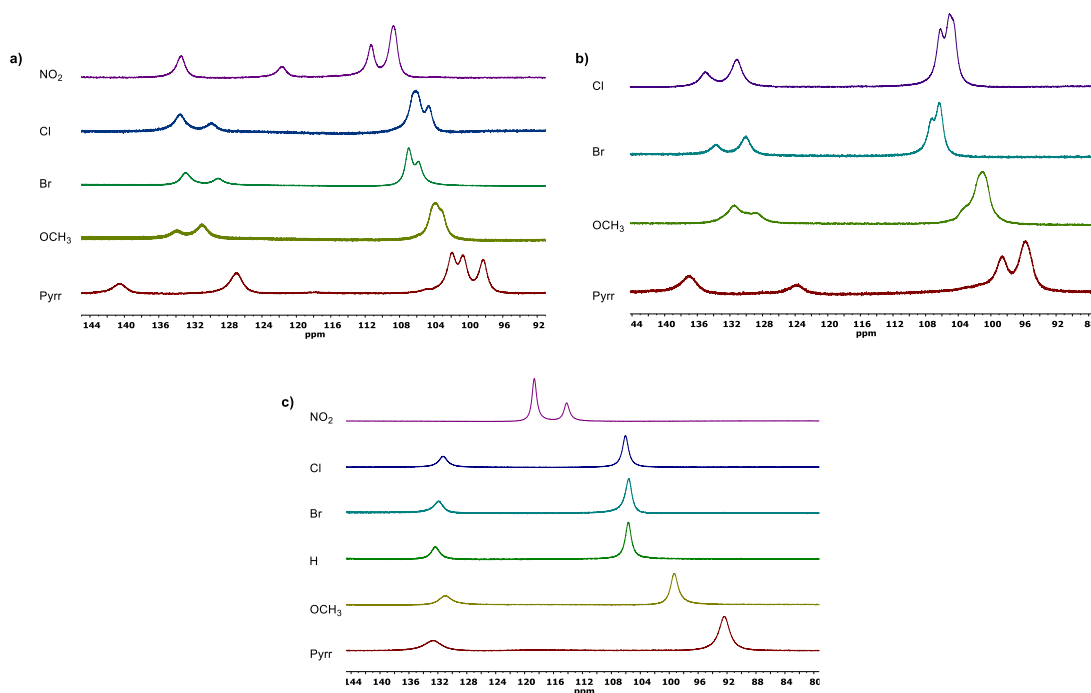 a)
NO2
Cl
Br
OCH3
Pyrr
144 140 136 132 128 124 120 116 112 108 104 100 96 92
ppm
b)
Cl
Br
OCH3
Pyrr
44 140 136 132 128 124 120 116 112 108 104 100 96 92 8
ppm
c)
NO2
Cl
Br
H
OCH3
Pyrr
144 140 136 132 128 124 120 116 112 108 104 100 96 92 88 84 80
ppm